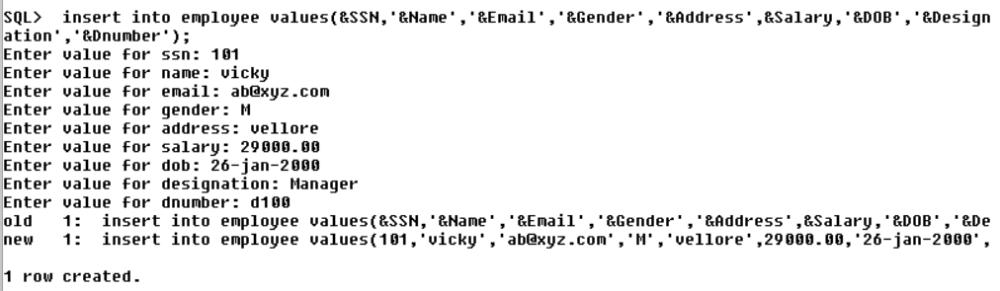 SQL>  insert into employee values(&SSN,'&Name','&Email','&Gender','&Address',&Salary,'&DOB','&Design
ation','&Dnumber');
Enter value for ssn: 101
Enter value for name: vicky
Enter value for email: ab@xyz.com
Enter value for gender: M
Enter value for address: vellore
Enter value for salary: 29000.00
Enter value for dob: 26-jan-2000
Enter value for designation: Manager
Enter value for dnumber: d100
old   1:  insert into employee values(&SSN,'&Name','&Email','&Gender','&Address',&Salary,'&DOB','&De
new   1:  insert into employee values(101,'vicky','ab@xyz.com','M','vellore',29000.00,'26-jan-2000',
1 row created.